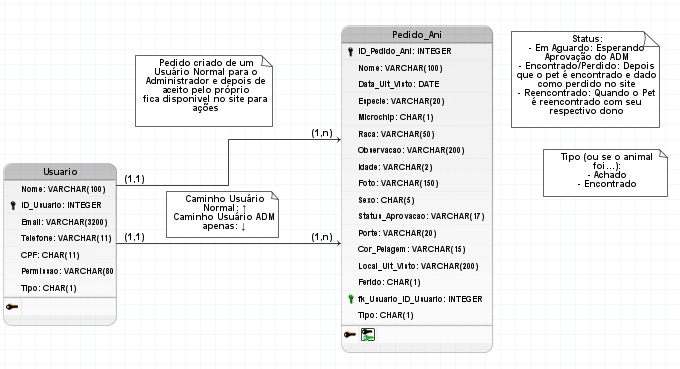 Pedido_Ani
ID_Pedido_Ani: INTEGER
Nome: VARCHAR(100)
Data_Ult_Visto: DATE
Especie: VARCHAR(20)
Microchip: CHAR(1)
Raca: VARCHAR(50)
Observacao: VARCHAR(200)
Idade: VARCHAR(2)
Foto: VARCHAR(150)
Sexo: CHAR(5)
Status_Aprovacao: VARCHAR(17)
Porte: VARCHAR(20)
Cor_Pelagem: VARCHAR(15)
Local_Ult_Visto: VARCHAR(200)
Ferido: CHAR(1)
fk_Usuario_ID_Usuario: INTEGER
Tipo: CHAR(1)
Pedido criado de um
Usuário Normal para o
Administrador e depois de
aceito pelo próprio
fica disponivel no site para
ações
Status:
- Em Aguardo: Esperando
Aprovação do ADM
- Encontrado/Perdido: Depois
que o pet é encontrado e dado
como perdido no site
- Reencontrado: Quando o Pet
é reencontrado com seu
respectivo dono
Tipo (ou se o animal
foi...):
- Achado
- Encontrado
Usuario
Nome: VARCHAR(100)
ID_Usuario: INTEGER
Email: VARCHAR(3200)
Telefone: VARCHAR(11)
CPF: CHAR(11)
Permissao: VARCHAR(80
Tipo: CHAR(1)
(1,1)
(1,n)
Caminho Usuário
Normal: ↑
Caminho Usuário ADM
apenas: ↓
(1,1)
(1,n)